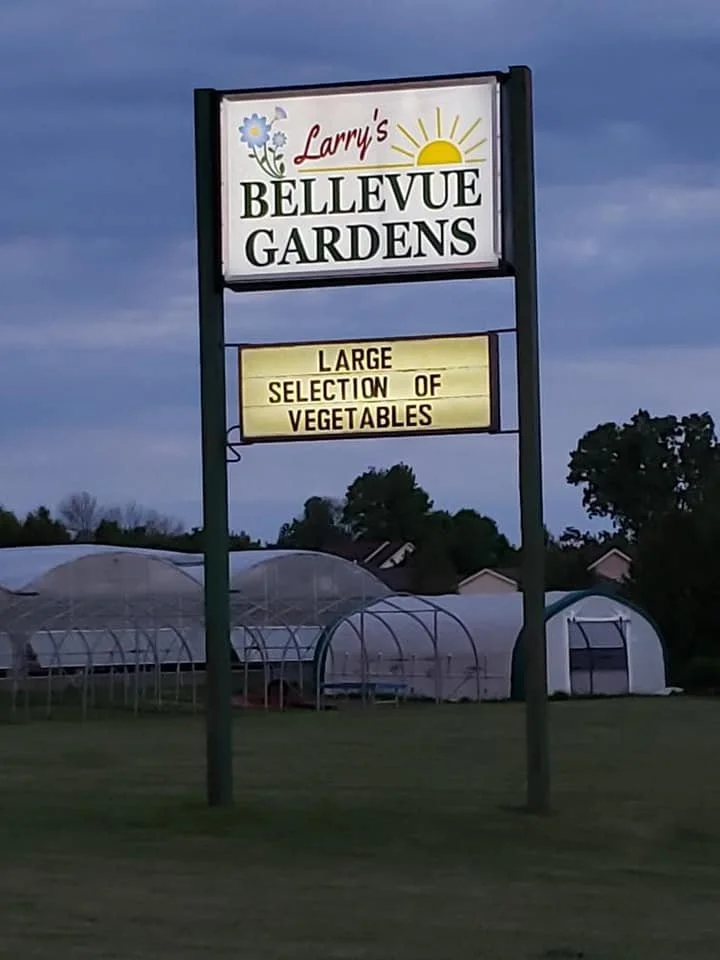 Larry's
BELLEVUE
GARDENS
LARGE
SELECTION OF
VEGETABLES